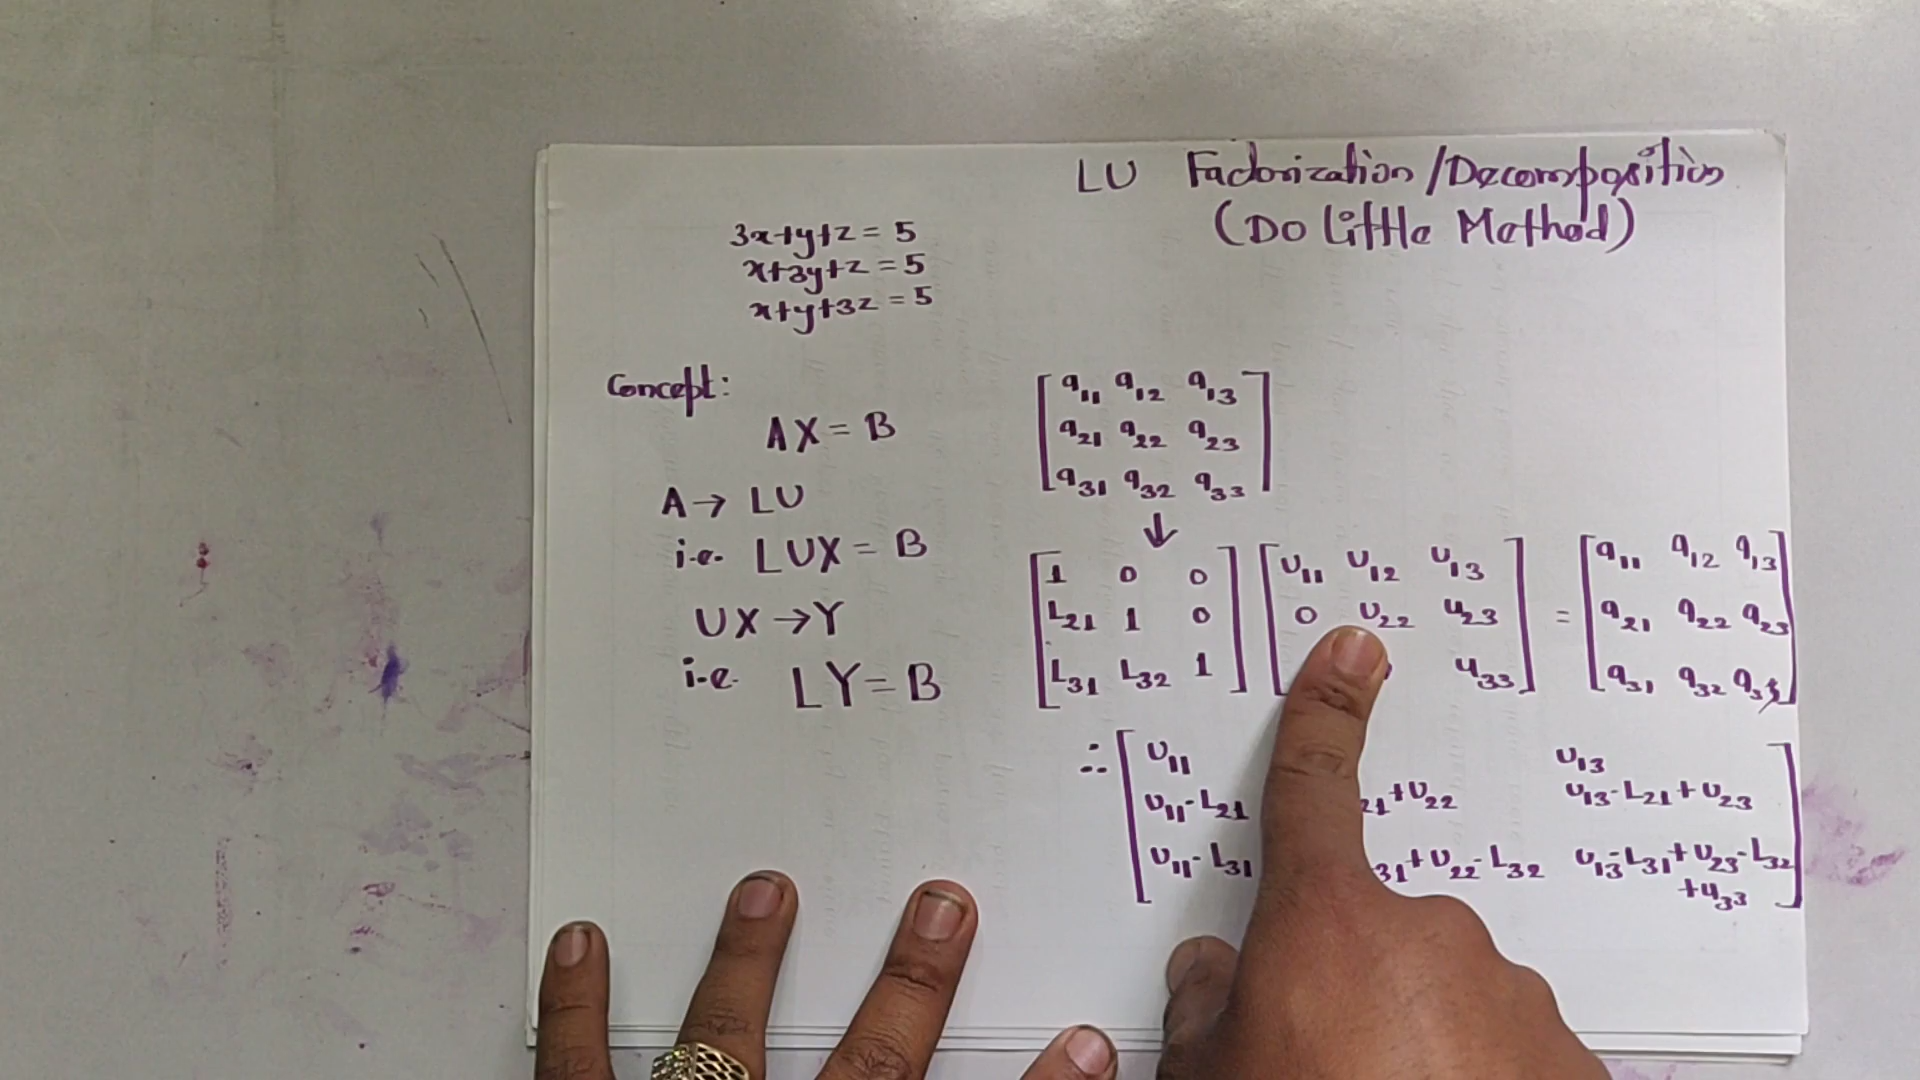 LU Factorization/Decomposition
(Do Little Method)
3x+y+z = 5
x+3y+z = 5
x+y+3z = 5
Concept:
AX = B
A → LU
i.e. LUX = B
UX → Y
i.e. LY = B
[a11 a12 a13
a21 a22 a23
a31 a32 a33]
↓
[1 0 0
L21 1 0
L31 L32 1]
[U11 U12 U13
0 U22 U23
U33]
=
[a11 a12 a13
a21 a22 a23
a31 a32 a33]
∴ [U11 U13
U11·L21 21+U22 U13·L21+U23
U11·L31 31+U22·L32 U13·L31+U23·L32
+U33]